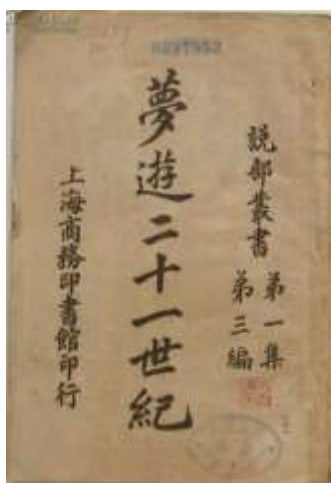 説部叢書
第一集
第三編
夢遊二十一世紀
上海商務印書館印行